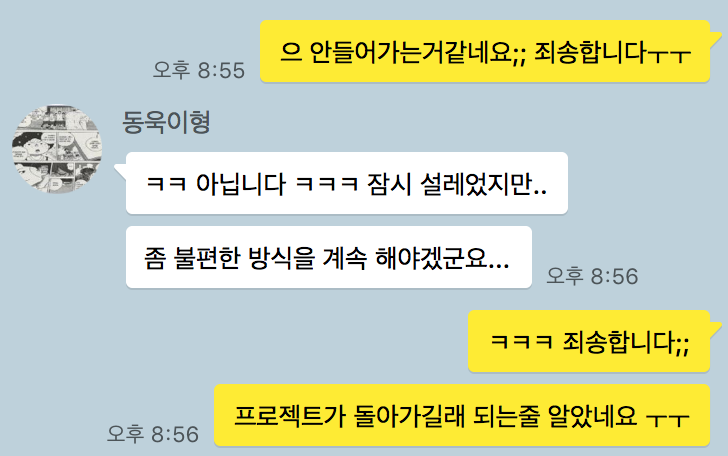 으 안들어가는거같네요;; 죄송합니다ㅜㅜ
오후 8:55
동욱이형
ㅋㅋ 아닙니다 ㅋㅋㅋ 잠시 설레었지만..
좀 불편한 방식을 계속 해야겠군요...
오후 8:56
ㅋㅋㅋ 죄송합니다;;
프로젝트가 돌아가길래 되는줄 알았네요 ㅜㅜ
오후 8:56